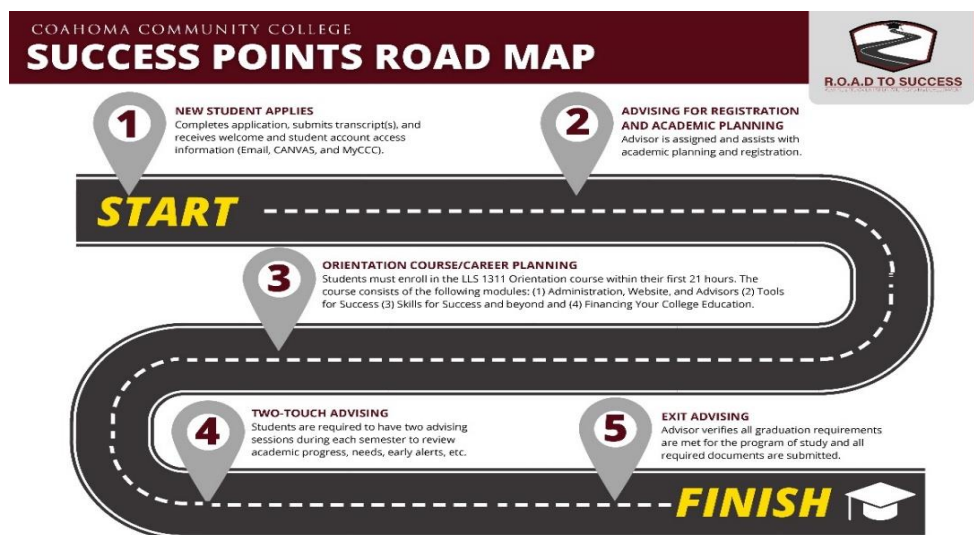 COAHOMA COMMUNITY COLLEGE
SUCCESS POINTS ROAD MAP
R.O.A.D TO SUCCESS
1
NEW STUDENT APPLIES
Completes application, submits transcript(s), and
receives welcome and student account access
information (Email, CANVAS, and MyCCC).
2
ADVISING FOR REGISTRATION
AND ACADEMIC PLANNING
Advisor is assigned and assists with
academic planning and registration.
START
3
ORIENTATION COURSE/CAREER PLANNING
Students must enroll in the LLS 1311 Orientation course within their first 21 hours. The
course consists of the following modules: (1) Administration, Website, and Advisors (2) Tools
for Success (3) Skills for Success and beyond and (4) Financing Your College Education.
4
TWO-TOUCH ADVISING
Students are required to have two advising
sessions during each semester to review
academic progress, needs, early alerts, etc.
5
EXIT ADVISING
Advisor verifies all graduation requirements
are met for the program of study and all
required documents are submitted.
FINISH